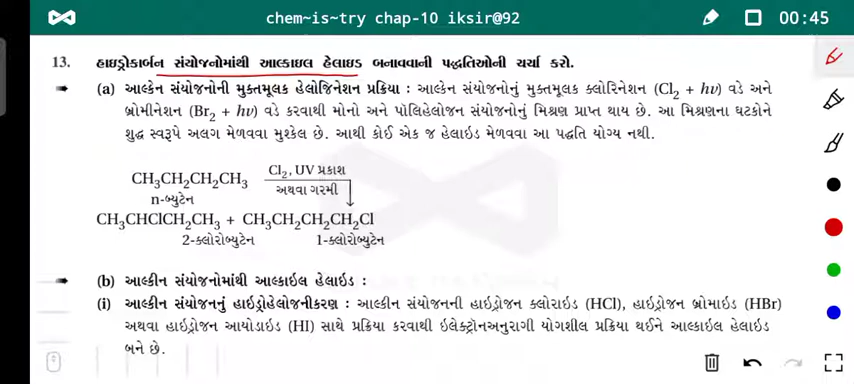 chem~is~try chap-10 iksir@92
00:45
13. હાઇડ્રોકાર્બન સંયોજનોમાંથી આલ્કાઇલ હેલાઇડ બનાવવાની પદ્ધતિઓની ચર્ચા કરો.
(a) આલ્કેન સંયોજનોની મુક્તમૂલક હેલોજિનેશન પ્રક્રિયા : આલ્કેન સંયોજનોનું મુક્તમૂલક ક્લોરિનેશન (Cl₂ + hν) વડે અને
બ્રોમીનેશન (Br₂ + hν) વડે કરવાથી મોનો અને પૉલિહેલોજન સંયોજનોનું મિશ્રણ પ્રાપ્ત થાય છે. આ મિશ્રણના ઘટકોને
શુદ્ધ સ્વરૂપે અલગ મેળવવા મુશ્કેલ છે. આથી કોઈ એક જ હેલાઇડ મેળવવા આ પદ્ધતિ યોગ્ય નથી.
CH₃CH₂CH₂CH₃ Cl₂, UV પ્રકાશ
n-બ્યુટેન અથવા ગરમી
CH₃CHClCH₂CH₃ + CH₃CH₂CH₂CH₂Cl
2-ક્લોરોબ્યુટેન 1-ક્લોરોબ્યુટેન
(b) આલ્કીન સંયોજનોમાંથી આલ્કાઇલ હેલાઇડ :
(i) આલ્કીન સંયોજનનું હાઇડ્રોહેલોજનીકરણ : આલ્કીન સંયોજનની હાઇડ્રોજન ક્લોરાઇડ (HCl), હાઇડ્રોજન બ્રોમાઇડ (HBr)
અથવા હાઇડ્રોજન આયોડાઇડ (HI) સાથે પ્રક્રિયા કરવાથી ઇલેક્ટ્રૉનઅનુરાગી યોગશીલ પ્રક્રિયા થઈને આલ્કાઇલ હેલાઇડ
બને છે.